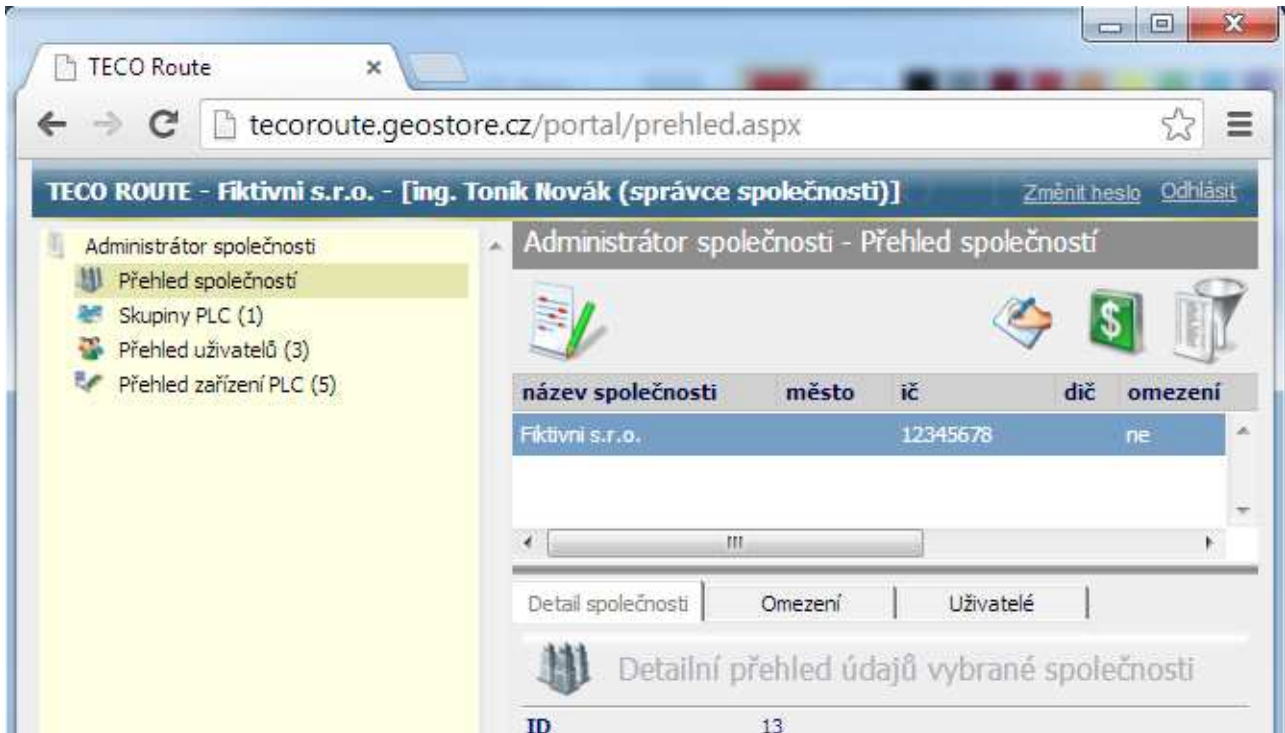 TECO Route
tecoroute.geostore.cz/portal/prehled.aspx
TECO ROUTE - Fiktivni s.r.o. - [ing. Toník Novák (správce společnosti)]
Změnit heslo Odhlásit
Administrátor společnosti
Přehled společností
Skupiny PLC (1)
Přehled uživatelů (3)
Přehled zařízení PLC (5)
Administrátor společnosti - Přehled společností
název společnosti město ič dič omezení
Fiktivni s.r.o. 12345678 ne
Detail společnosti Omezení Uživatelé
Detailní přehled údajů vybrané společnosti
ID 13